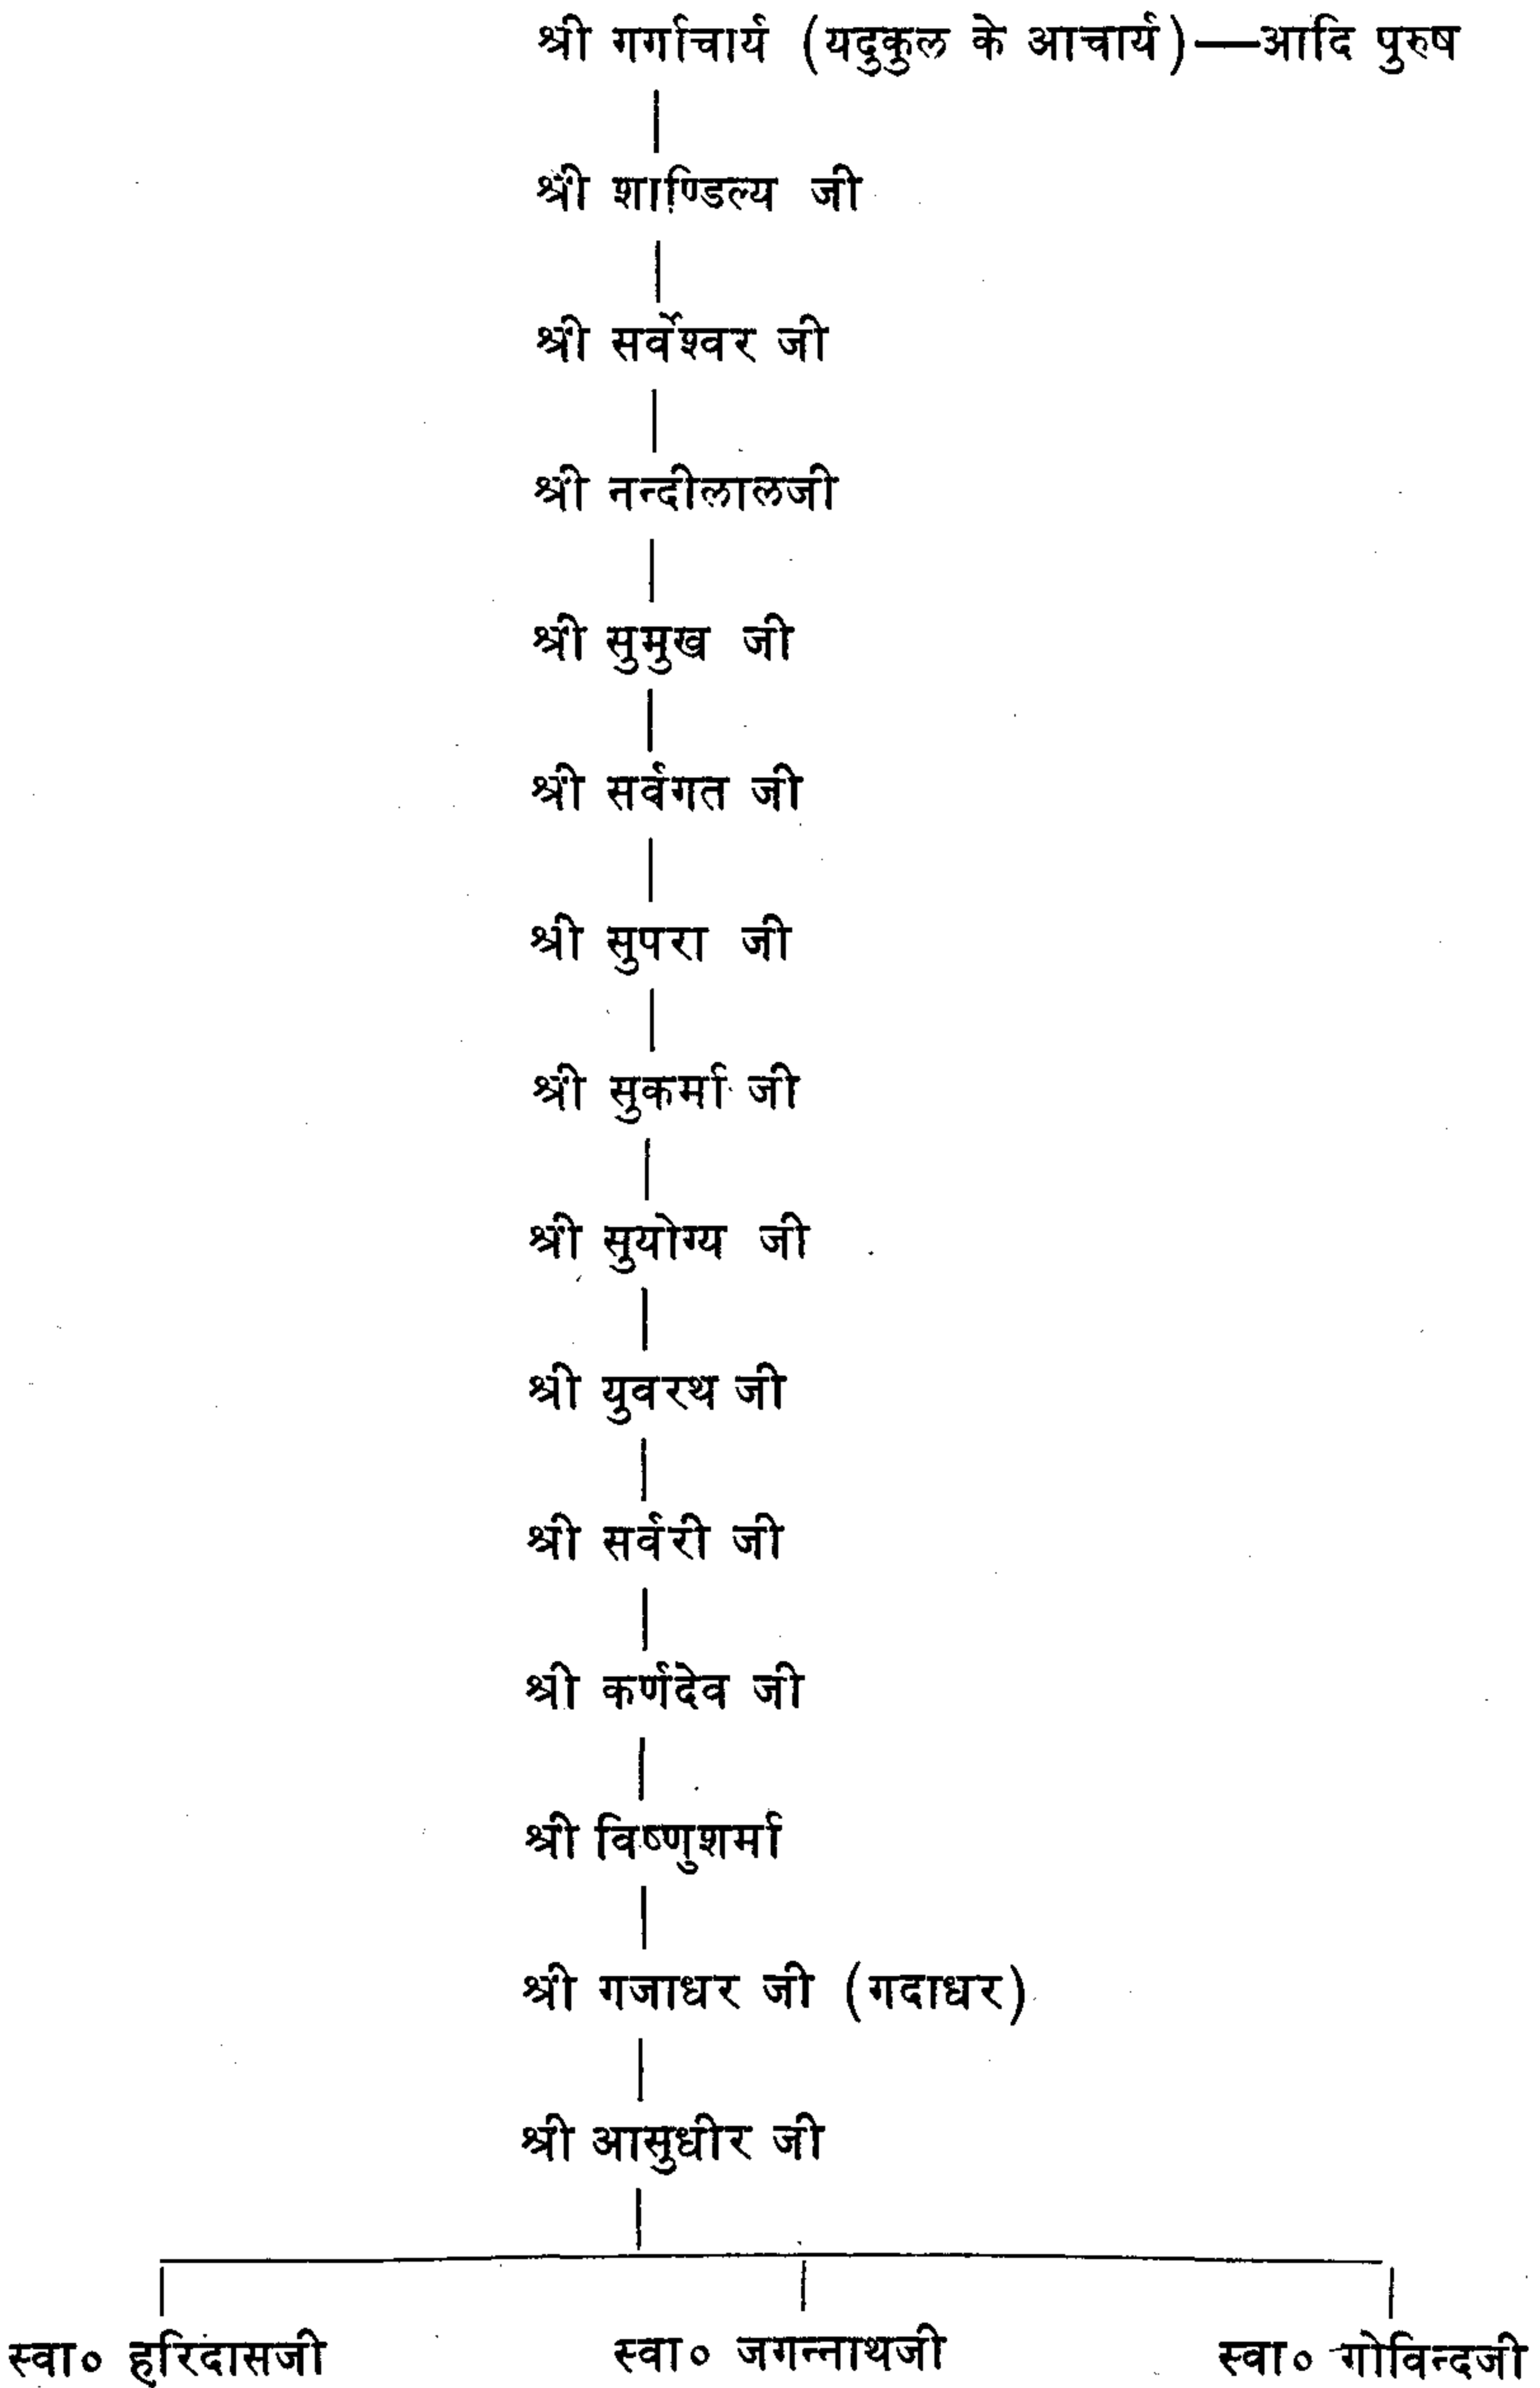 श्री गर्गाचार्य (यदुकुल के आचार्य)—आदि पुरुष
श्री शाण्डिल्य जी
श्री सर्वेश्वर जी
श्री नन्दीलालजी
श्री सुमुख जी
श्री सर्वगत जी
श्री सुपरा जी
श्री सुकर्मा जी
श्री सुयोग्य जी
श्री युवरथ जी
श्री सर्वरी जी
श्री कर्णदेव जी
श्री विष्णुशर्मा
श्री गजाधर जी (गदाधर)
श्री आसुधीर जी
स्वा० हरिदासजी स्वा० जगन्नाथजी स्वा० गोविन्दजी